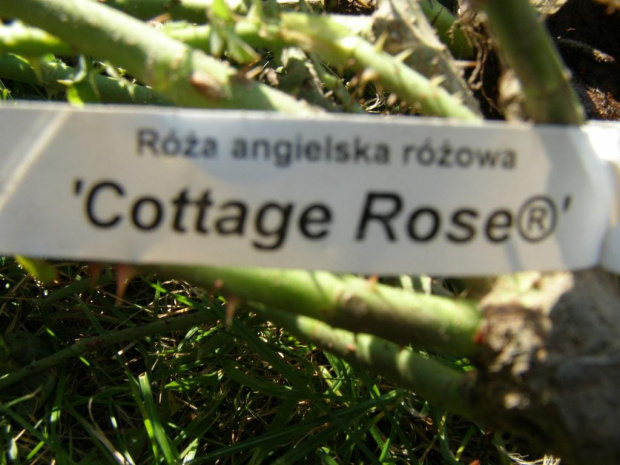 Róża angielska różowa
'Cottage Rose®'